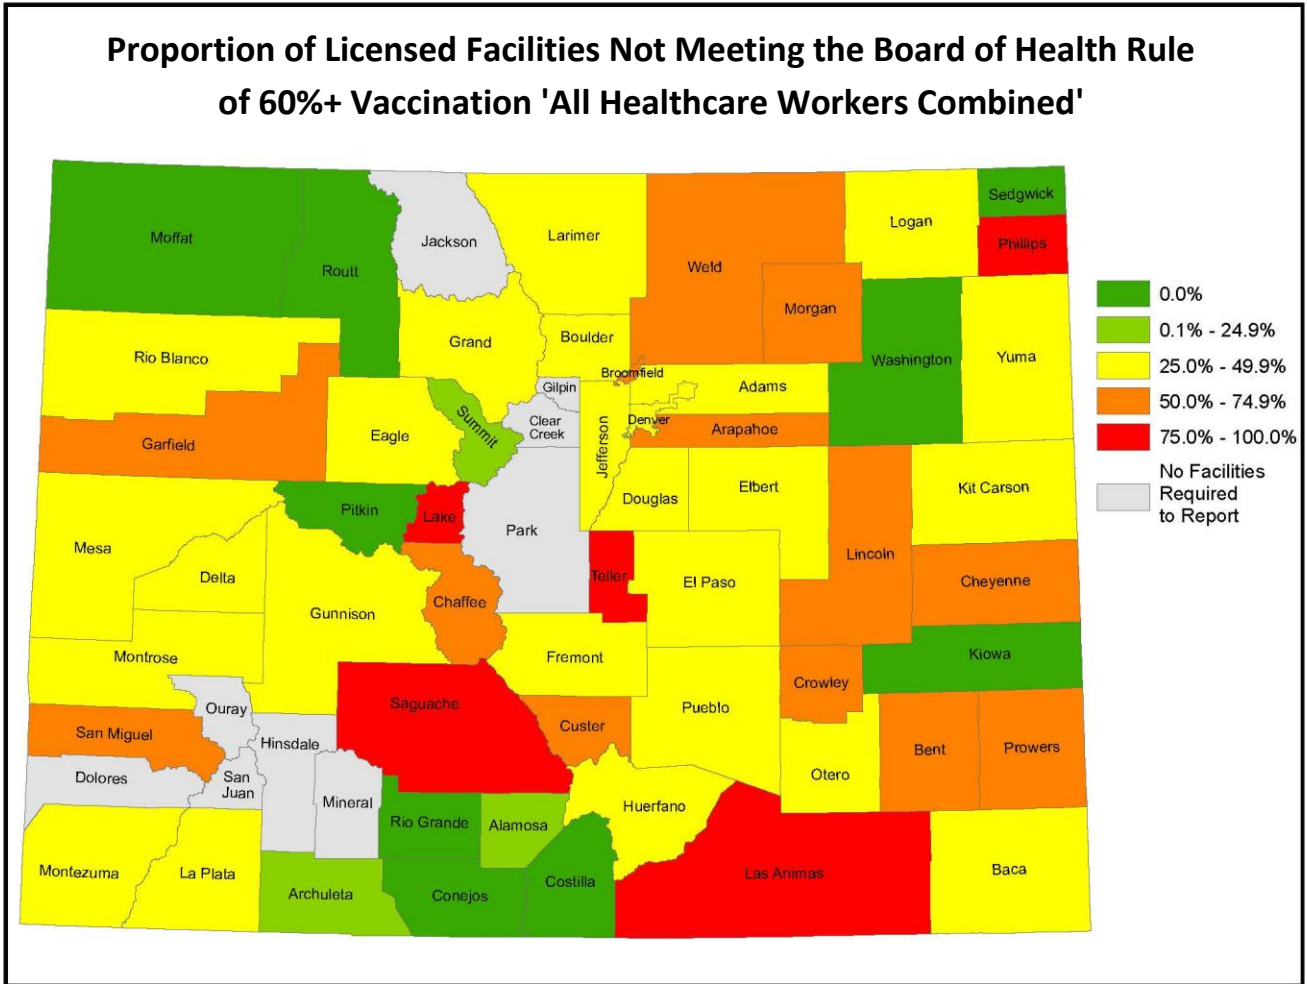 Proportion of Licensed Facilities Not Meeting the Board of Health Rule
of 60%+ Vaccination 'All Healthcare Workers Combined'
Sedgwick
Logan
Larimer
Moffat
Jackson
Phillips
Routt
Weld
0.0%
Morgan
0.1% - 24.9%
Boulder
Grand
Rio Blanco
Washington
Yuma
25.0% - 49.9%
Broomfield
Gilpin
Adams
50.0% - 74.9%
Clear
Creek
Summit
Denver
Arapahoe
Eagle
Garfield
Jefferson
75.0% - 100.0%
No Facilities
Required
to Report
Elbert
Kit Carson
Douglas
Pitkin
Lake
Park
Mesa
Lincoln
Delta
Teller
El Paso
Cheyenne
Chaffee
Gunnison
Montrose
Fremont
Kiowa
Crowley
Saguache
Ouray
Pueblo
San Miguel
Custer
Hinsdale
Bent
Prowers
Dolores
San
Juan
Otero
Mineral
Huerfano
Rio Grande
Alamosa
Montezuma
La Plata
Las Animas
Baca
Costilla
Archuleta
Conejos